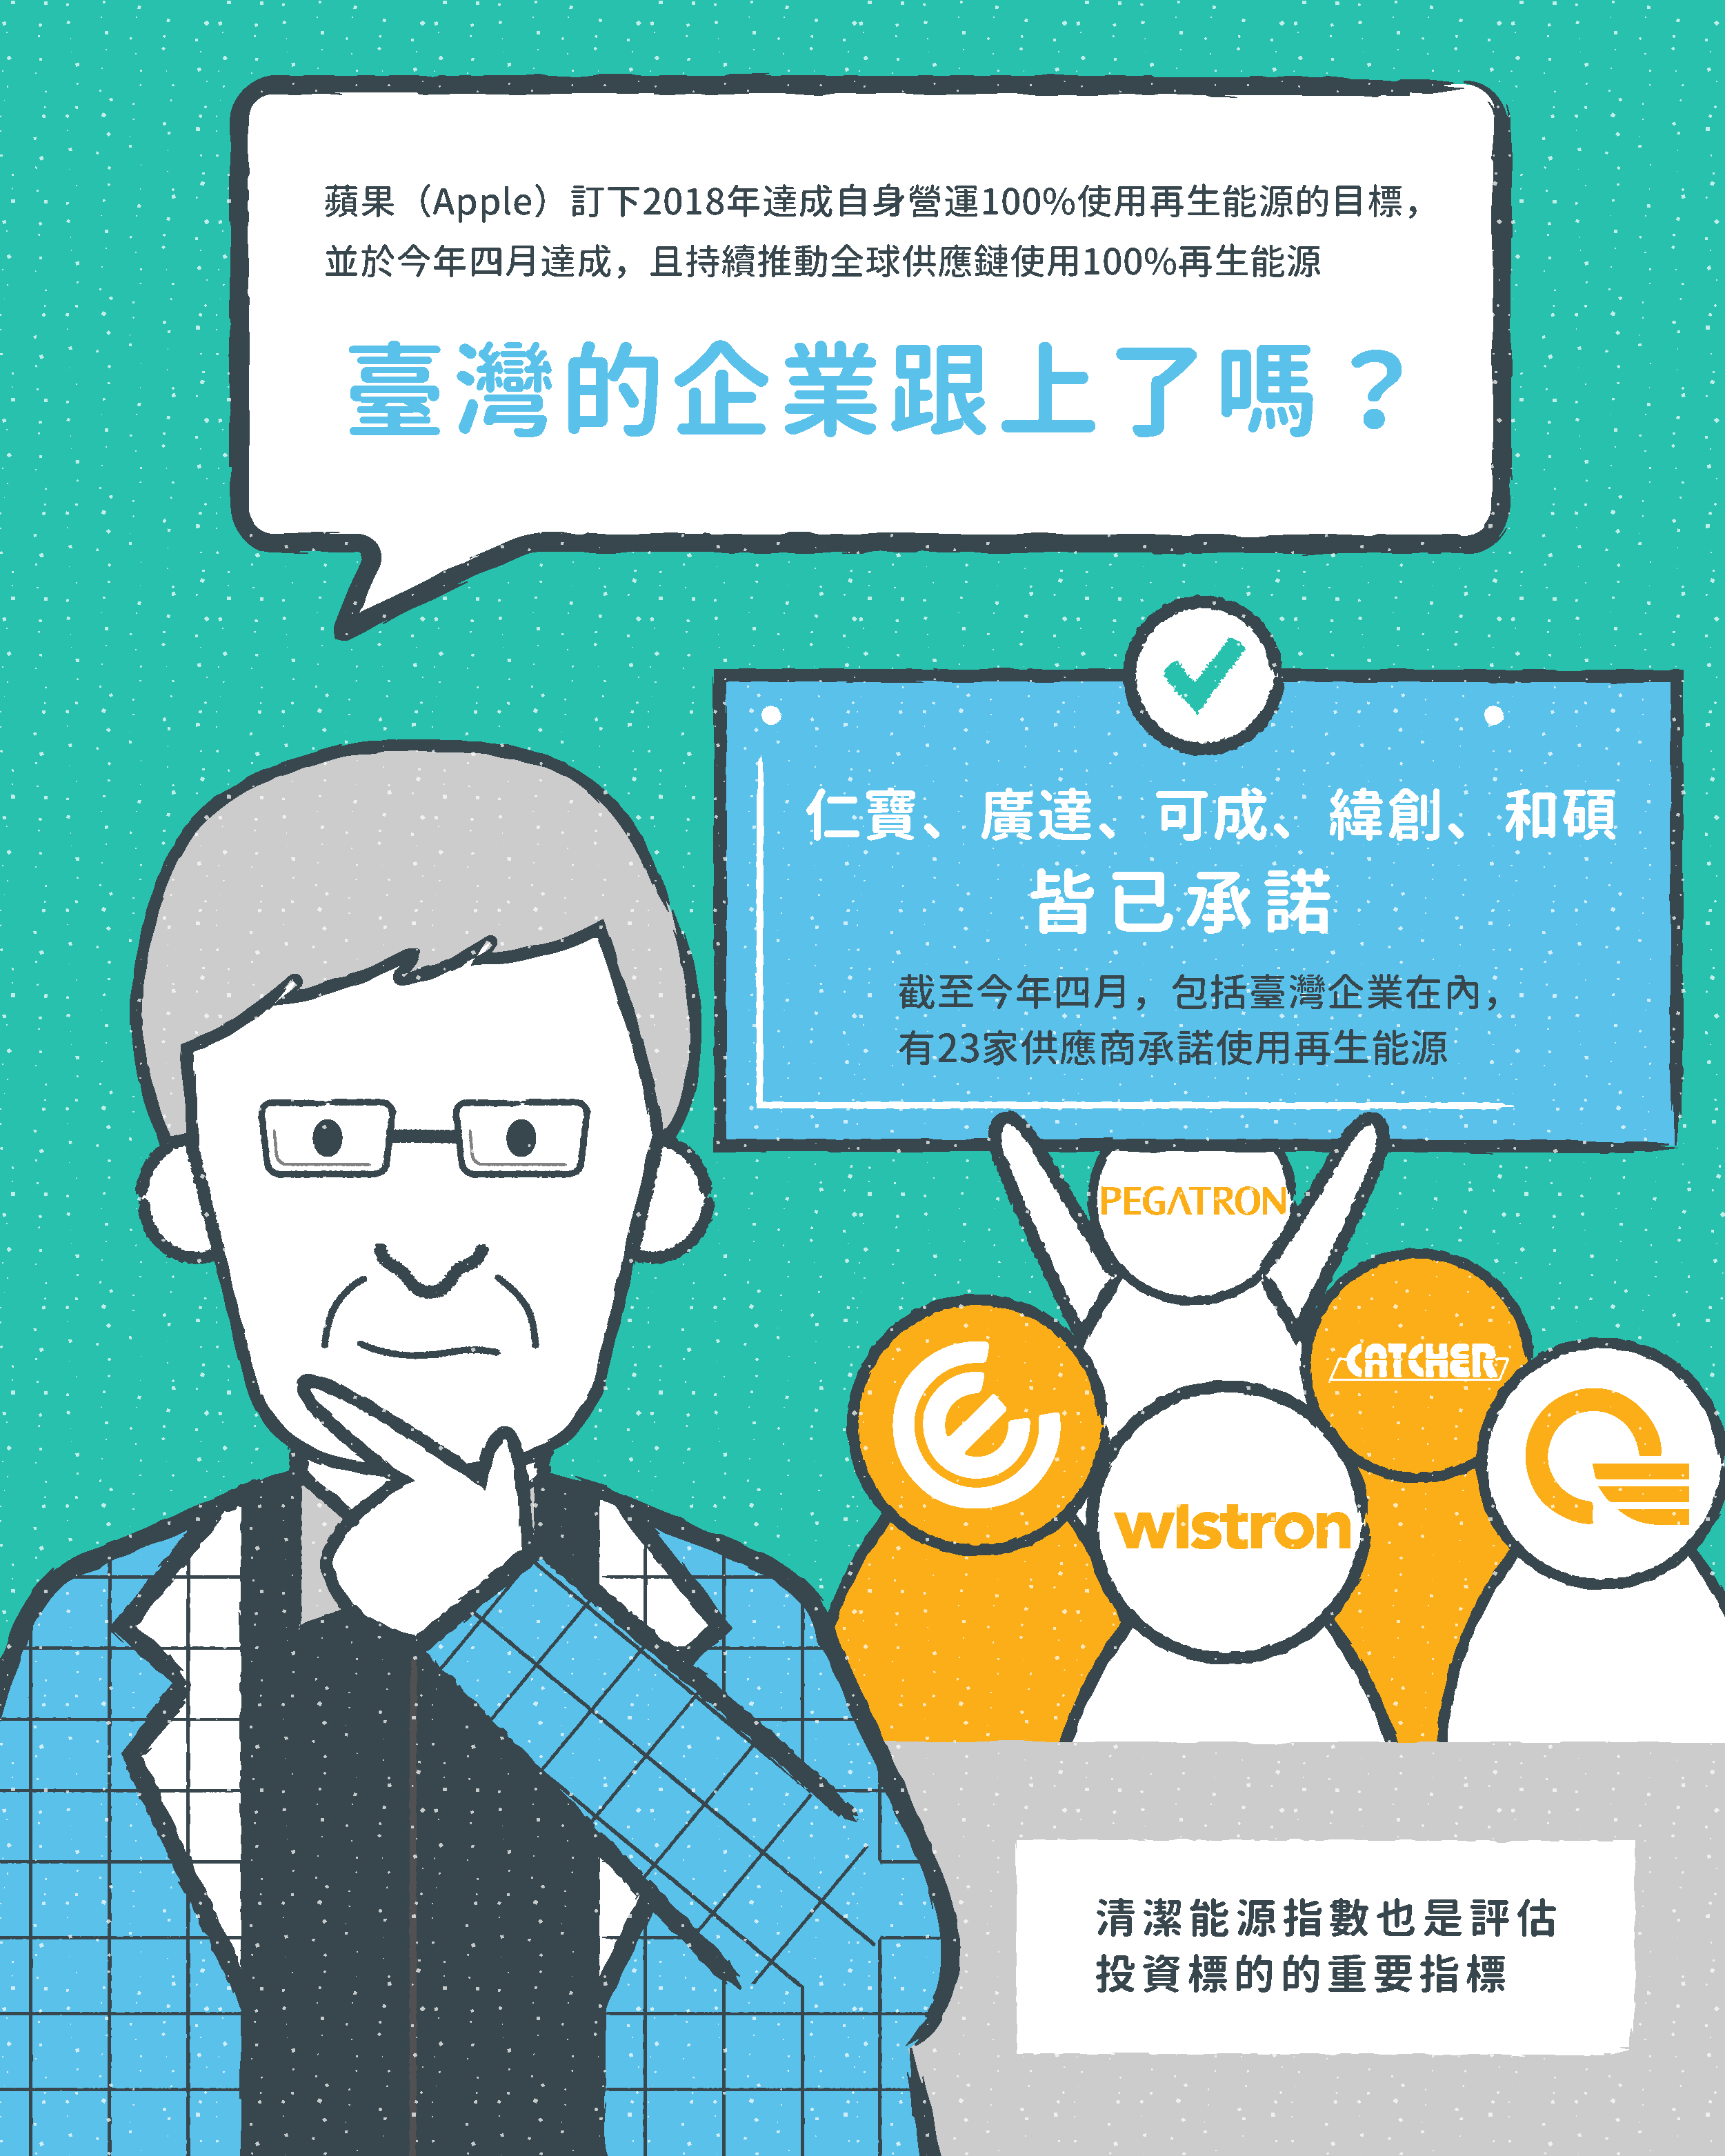 蘋果（Apple）訂下2018年達成自身營運100%使用再生能源的目標，
並於今年四月達成，且持續推動全球供應鏈使用100%再生能源
臺灣的企業跟上了嗎？
仁寶、廣達、可成、緯創、和碩
皆已承諾
截至今年四月，包括臺灣企業在內，
有23家供應商承諾使用再生能源
PEGATRON
CATCHER
wistron
清潔能源指數也是評估
投資標的的重要指標